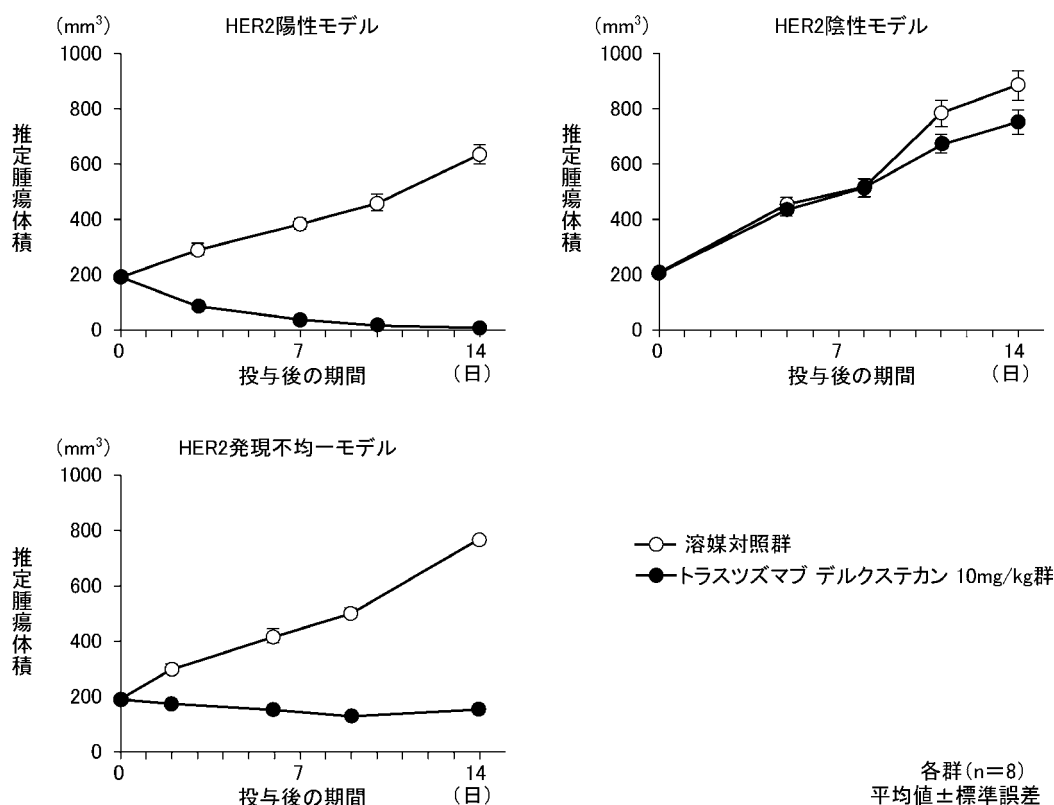 HER2陽性モデル
(mm³)
1000
800
600
400
200
0
推定腫瘍体積
0 7 14
投与後の期間 (日)
HER2陰性モデル
(mm³)
1000
800
600
400
200
0
推定腫瘍体積
0 7 14
投与後の期間 (日)
HER2発現不均一モデル
(mm³)
1000
800
600
400
200
0
推定腫瘍体積
0 7 14
投与後の期間 (日)
溶媒対照群
トラスツズマブ デルクステカン 10mg/kg群
各群(n=8)
平均値±標準誤差